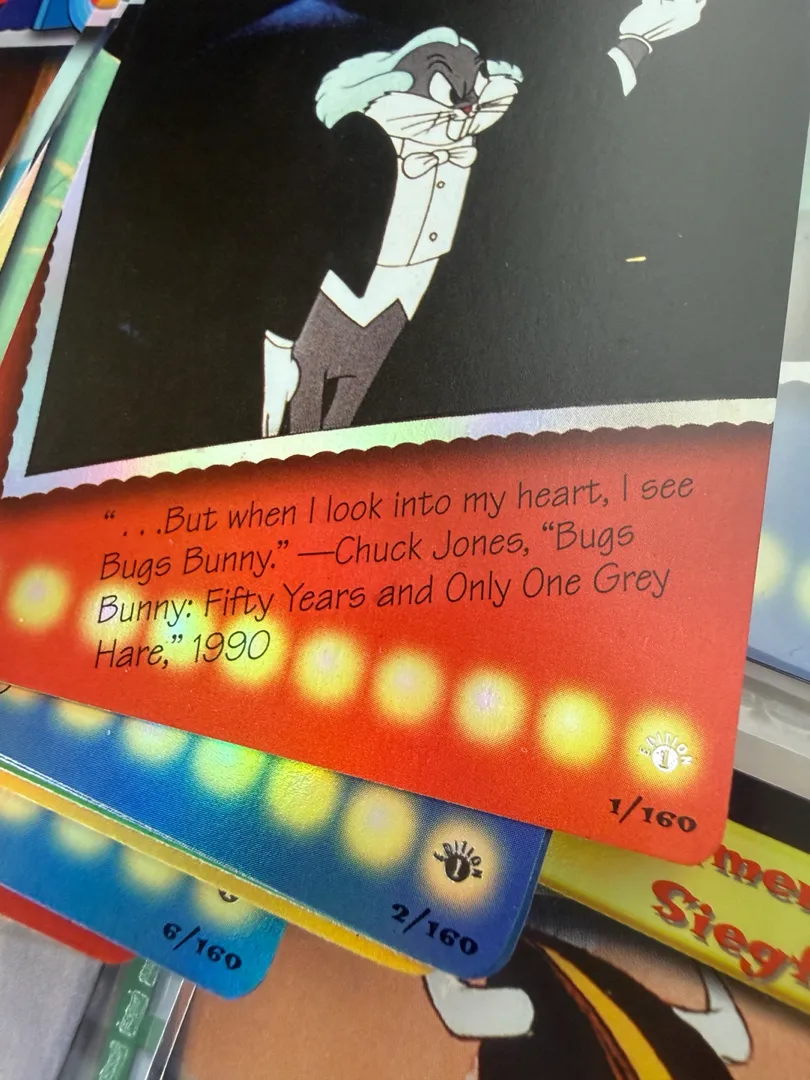 “. . .But when I look into my heart, I see
Bugs Bunny.” —Chuck Jones, “Bugs
Bunny: Fifty Years and Only One Grey
Hare,” 1990
EDITION
1
1/160
EDITION
1
2/160
6/160